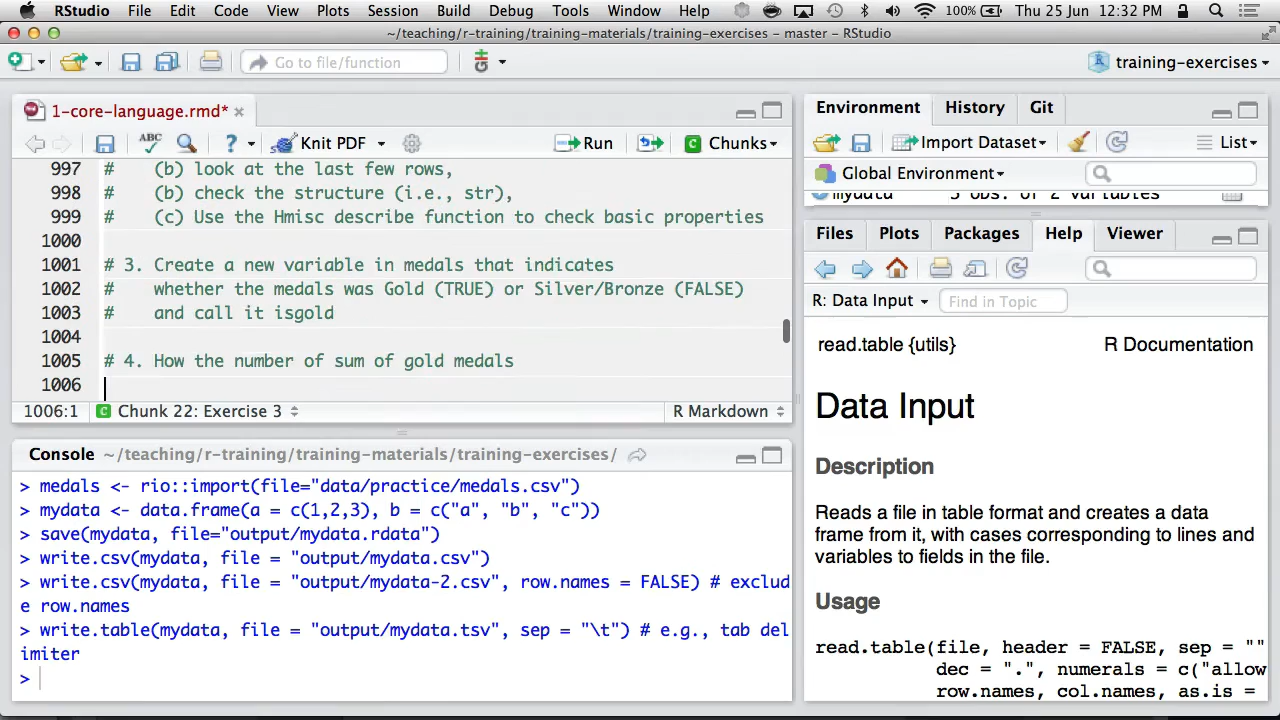 RStudio File Edit Code View Plots Session Build Debug Tools Window Help 100% Thu 25 Jun 12:32 PM
~/teaching/r-training/training-materials/training-exercises - master - RStudio
Go to file/function training-exercises
1-core-language.rmd*
ABC ? Knit PDF Run Chunks
997 # (b) look at the last few rows,
998 # (b) check the structure (i.e., str),
999 # (c) Use the Hmisc describe function to check basic properties
1000
1001 # 3. Create a new variable in medals that indicates
1002 # whether the medals was Gold (TRUE) or Silver/Bronze (FALSE)
1003 # and call it isgold
1004
1005 # 4. How the number of sum of gold medals
1006
1006:1 C Chunk 22: Exercise 3 R Markdown
Console ~/teaching/r-training/training-materials/training-exercises/
> medals <- rio::import(file="data/practice/medals.csv")
> mydata <- data.frame(a = c(1,2,3), b = c("a", "b", "c"))
> save(mydata, file="output/mydata.rdata")
> write.csv(mydata, file = "output/mydata.csv")
> write.csv(mydata, file = "output/mydata-2.csv", row.names = FALSE) # exclud
e row.names
> write.table(mydata, file = "output/mydata.tsv", sep = "\t") # e.g., tab del
imiter
>
Environment History Git
Import Dataset List
Global Environment
mydata 3 obs. of 2 variables
Files Plots Packages Help Viewer
R: Data Input Find in Topic
read.table {utils} R Documentation
Data Input
Description
Reads a file in table format and creates a data
frame from it, with cases corresponding to lines and
variables to fields in the file.
Usage
read.table(file, header = FALSE, sep = ""
dec = ".", numerals = c("allow
row.names, col.names, as.is =